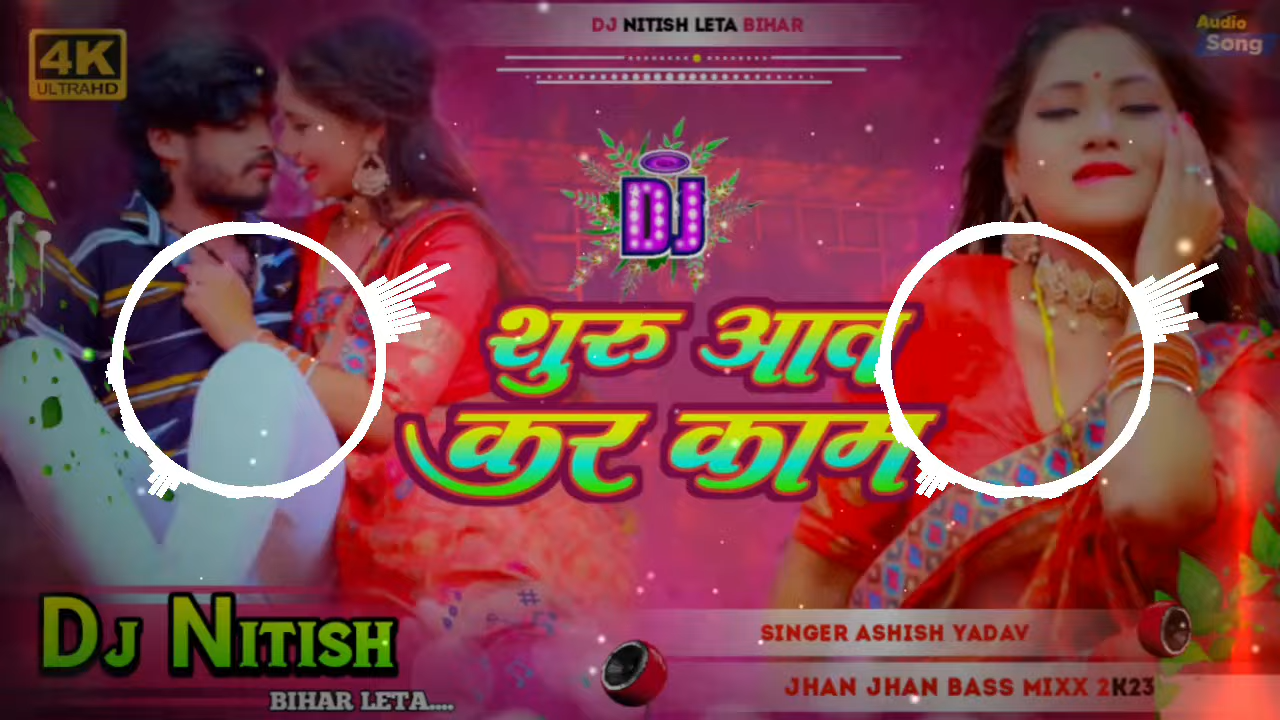 4K
ULTRAHD
DJ NITISH LETA BIHAR
Audio
Song
DJ
शुरु आव
कर काम
DJ NITISH
BIHAR LETA....
SINGER ASHISH YADAV
JHAN JHAN BASS MIXX 2K23